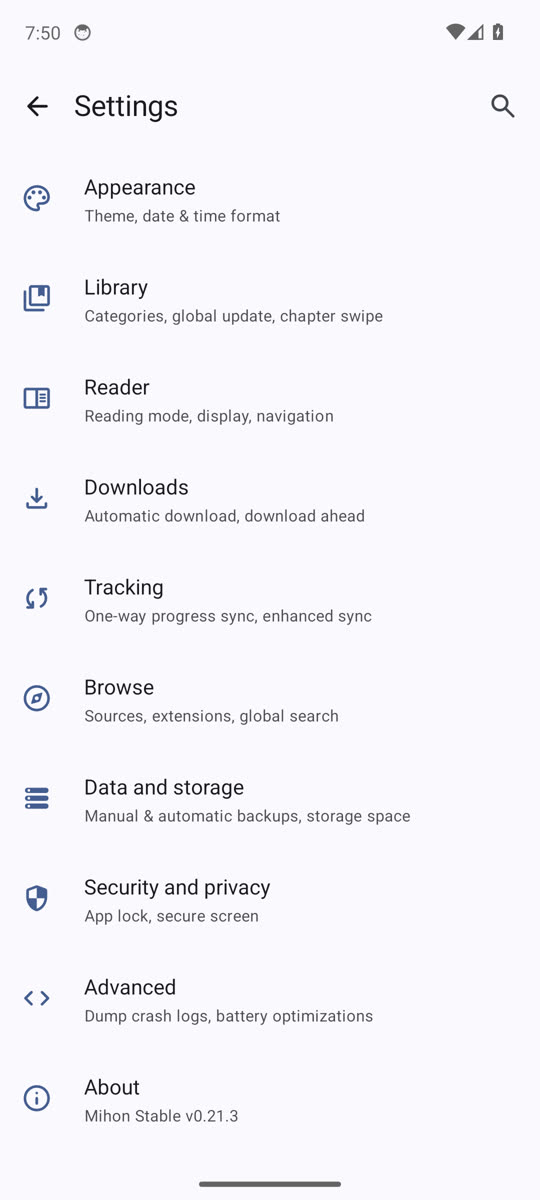 7:50
Settings
Appearance
Theme, date & time format
Library
Categories, global update, chapter swipe
Reader
Reading mode, display, navigation
Downloads
Automatic download, download ahead
Tracking
One-way progress sync, enhanced sync
Browse
Sources, extensions, global search
Data and storage
Manual & automatic backups, storage space
Security and privacy
App lock, secure screen
Advanced
Dump crash logs, battery optimizations
About
Mihon Stable v0.21.3